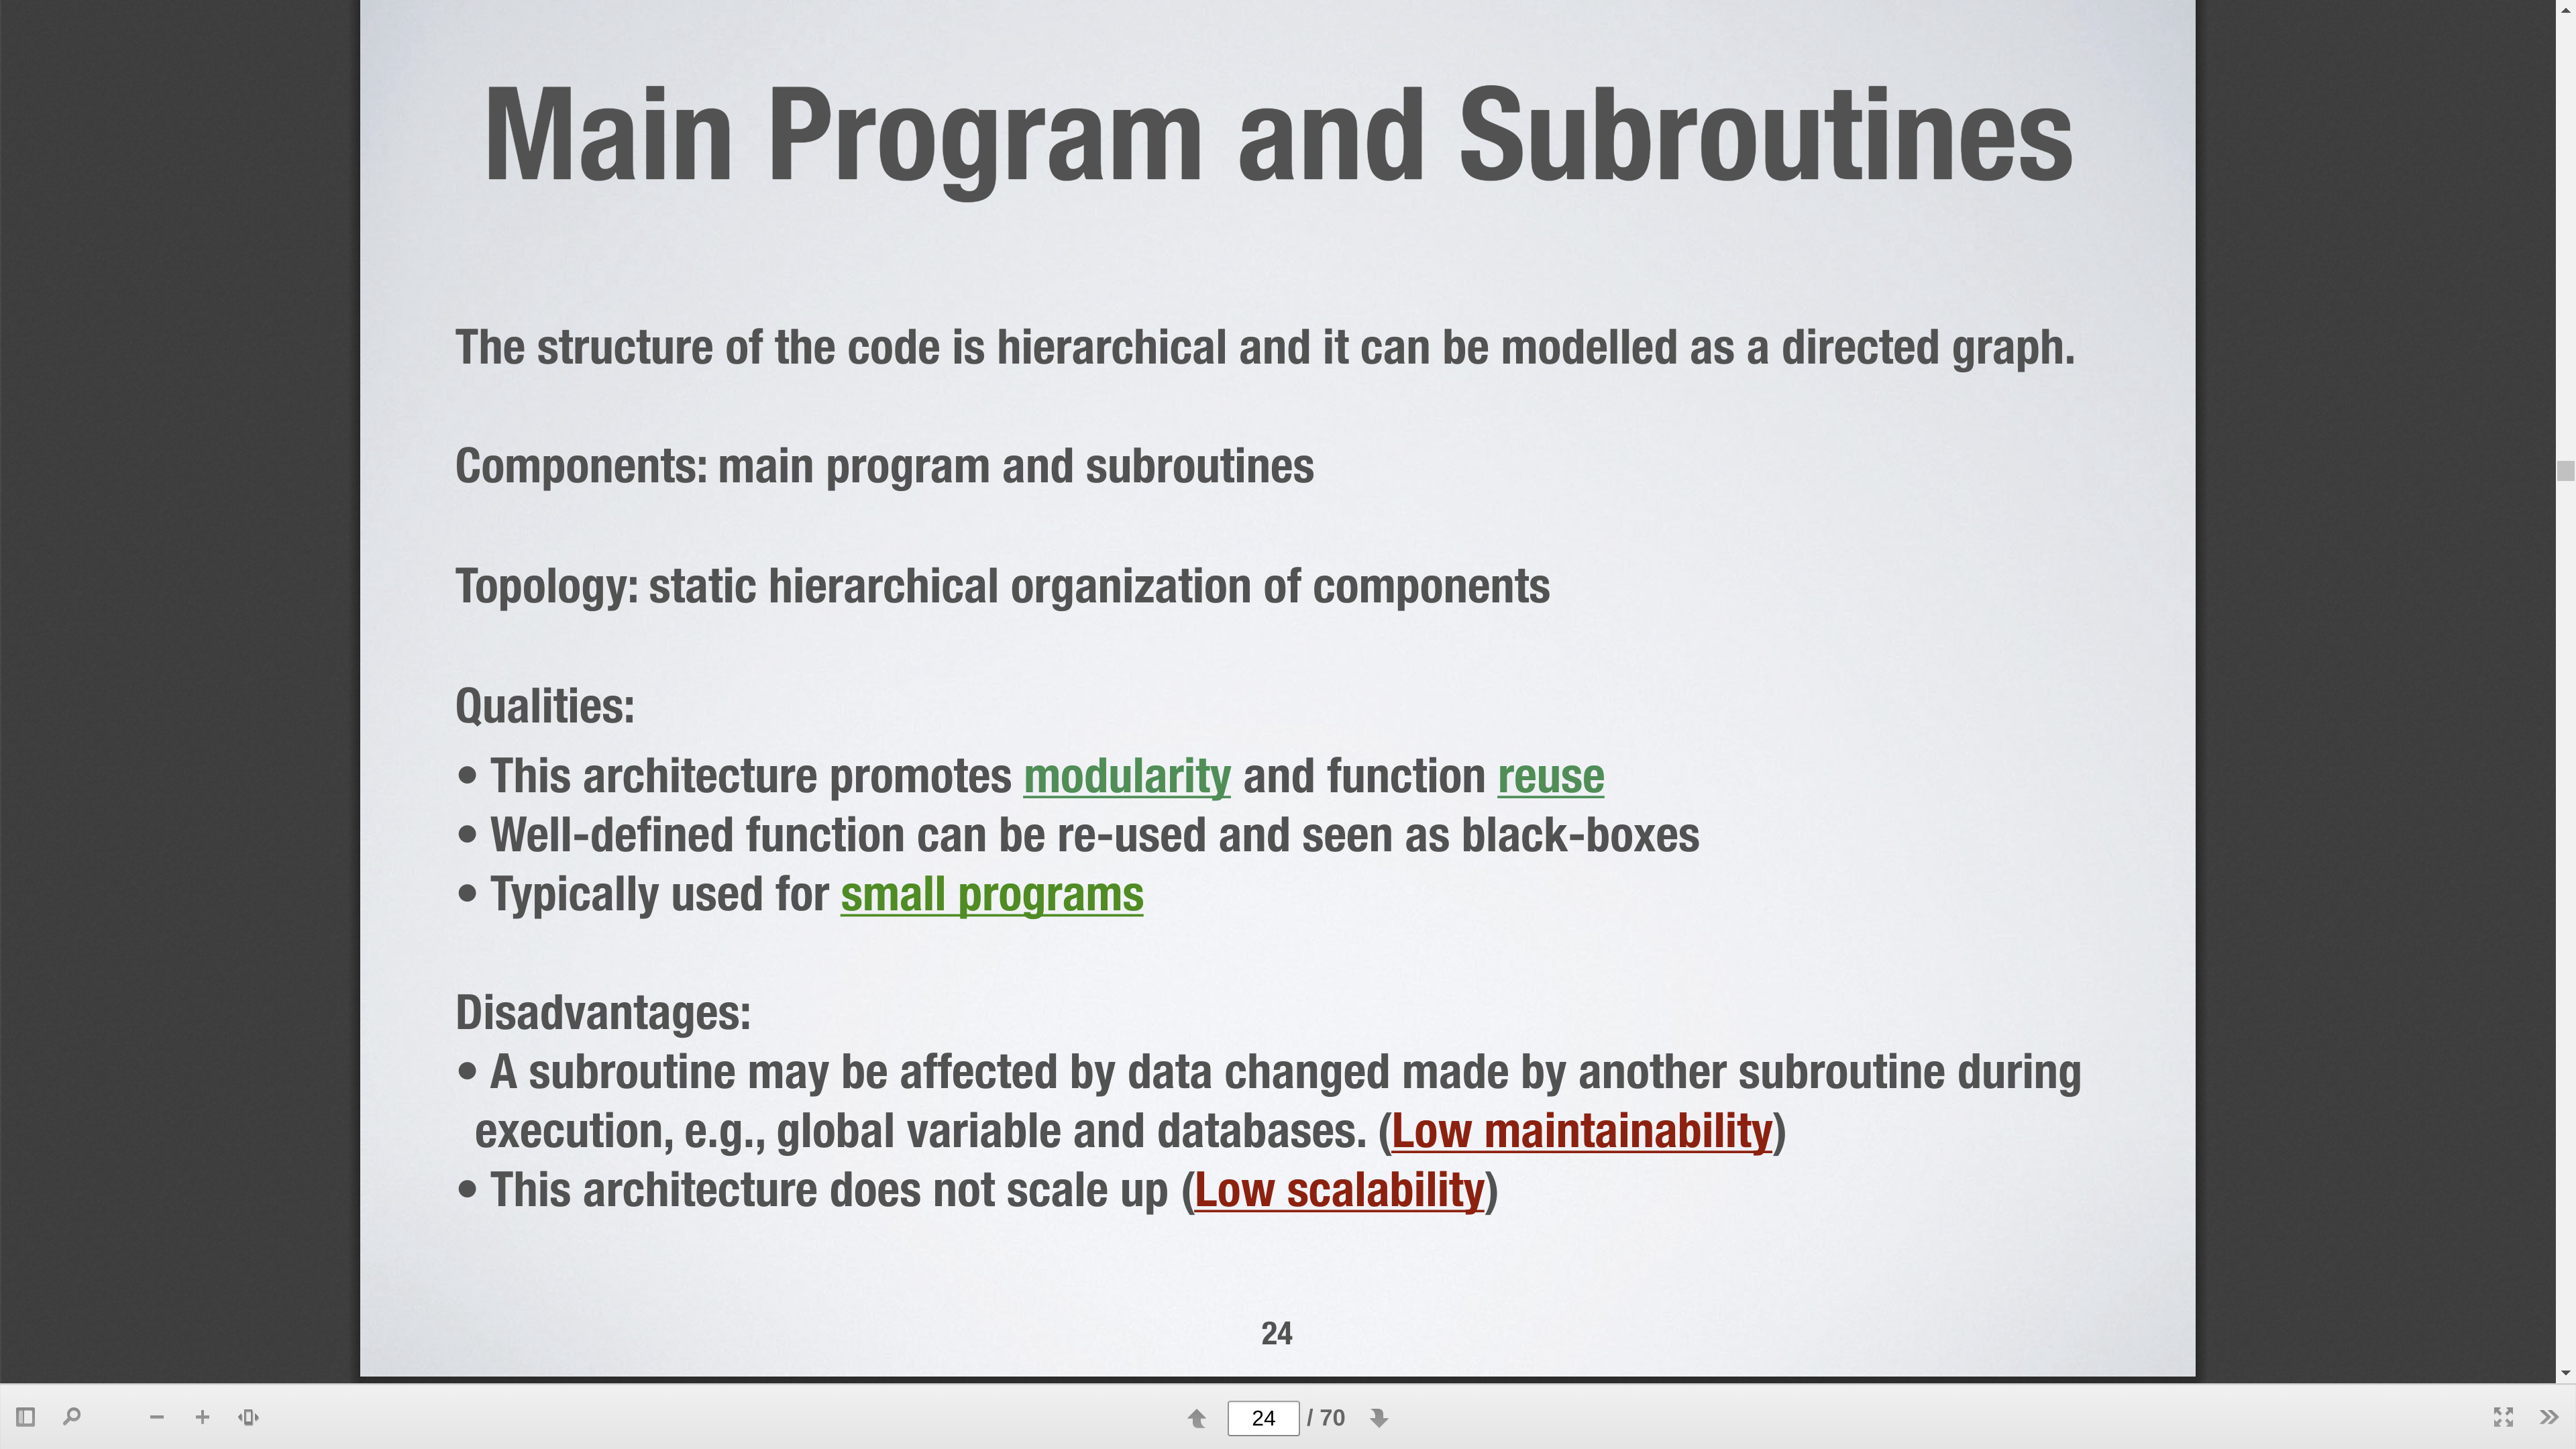 Main Program and Subroutines
The structure of the code is hierarchical and it can be modelled as a directed graph.
Components: main program and subroutines
Topology: static hierarchical organization of components
Qualities:
• This architecture promotes modularity and function reuse
• Well-defined function can be re-used and seen as black-boxes
• Typically used for small programs
Disadvantages:
• A subroutine may be affected by data changed made by another subroutine during
execution, e.g., global variable and databases. (Low maintainability)
• This architecture does not scale up (Low scalability)
24
24 / 70